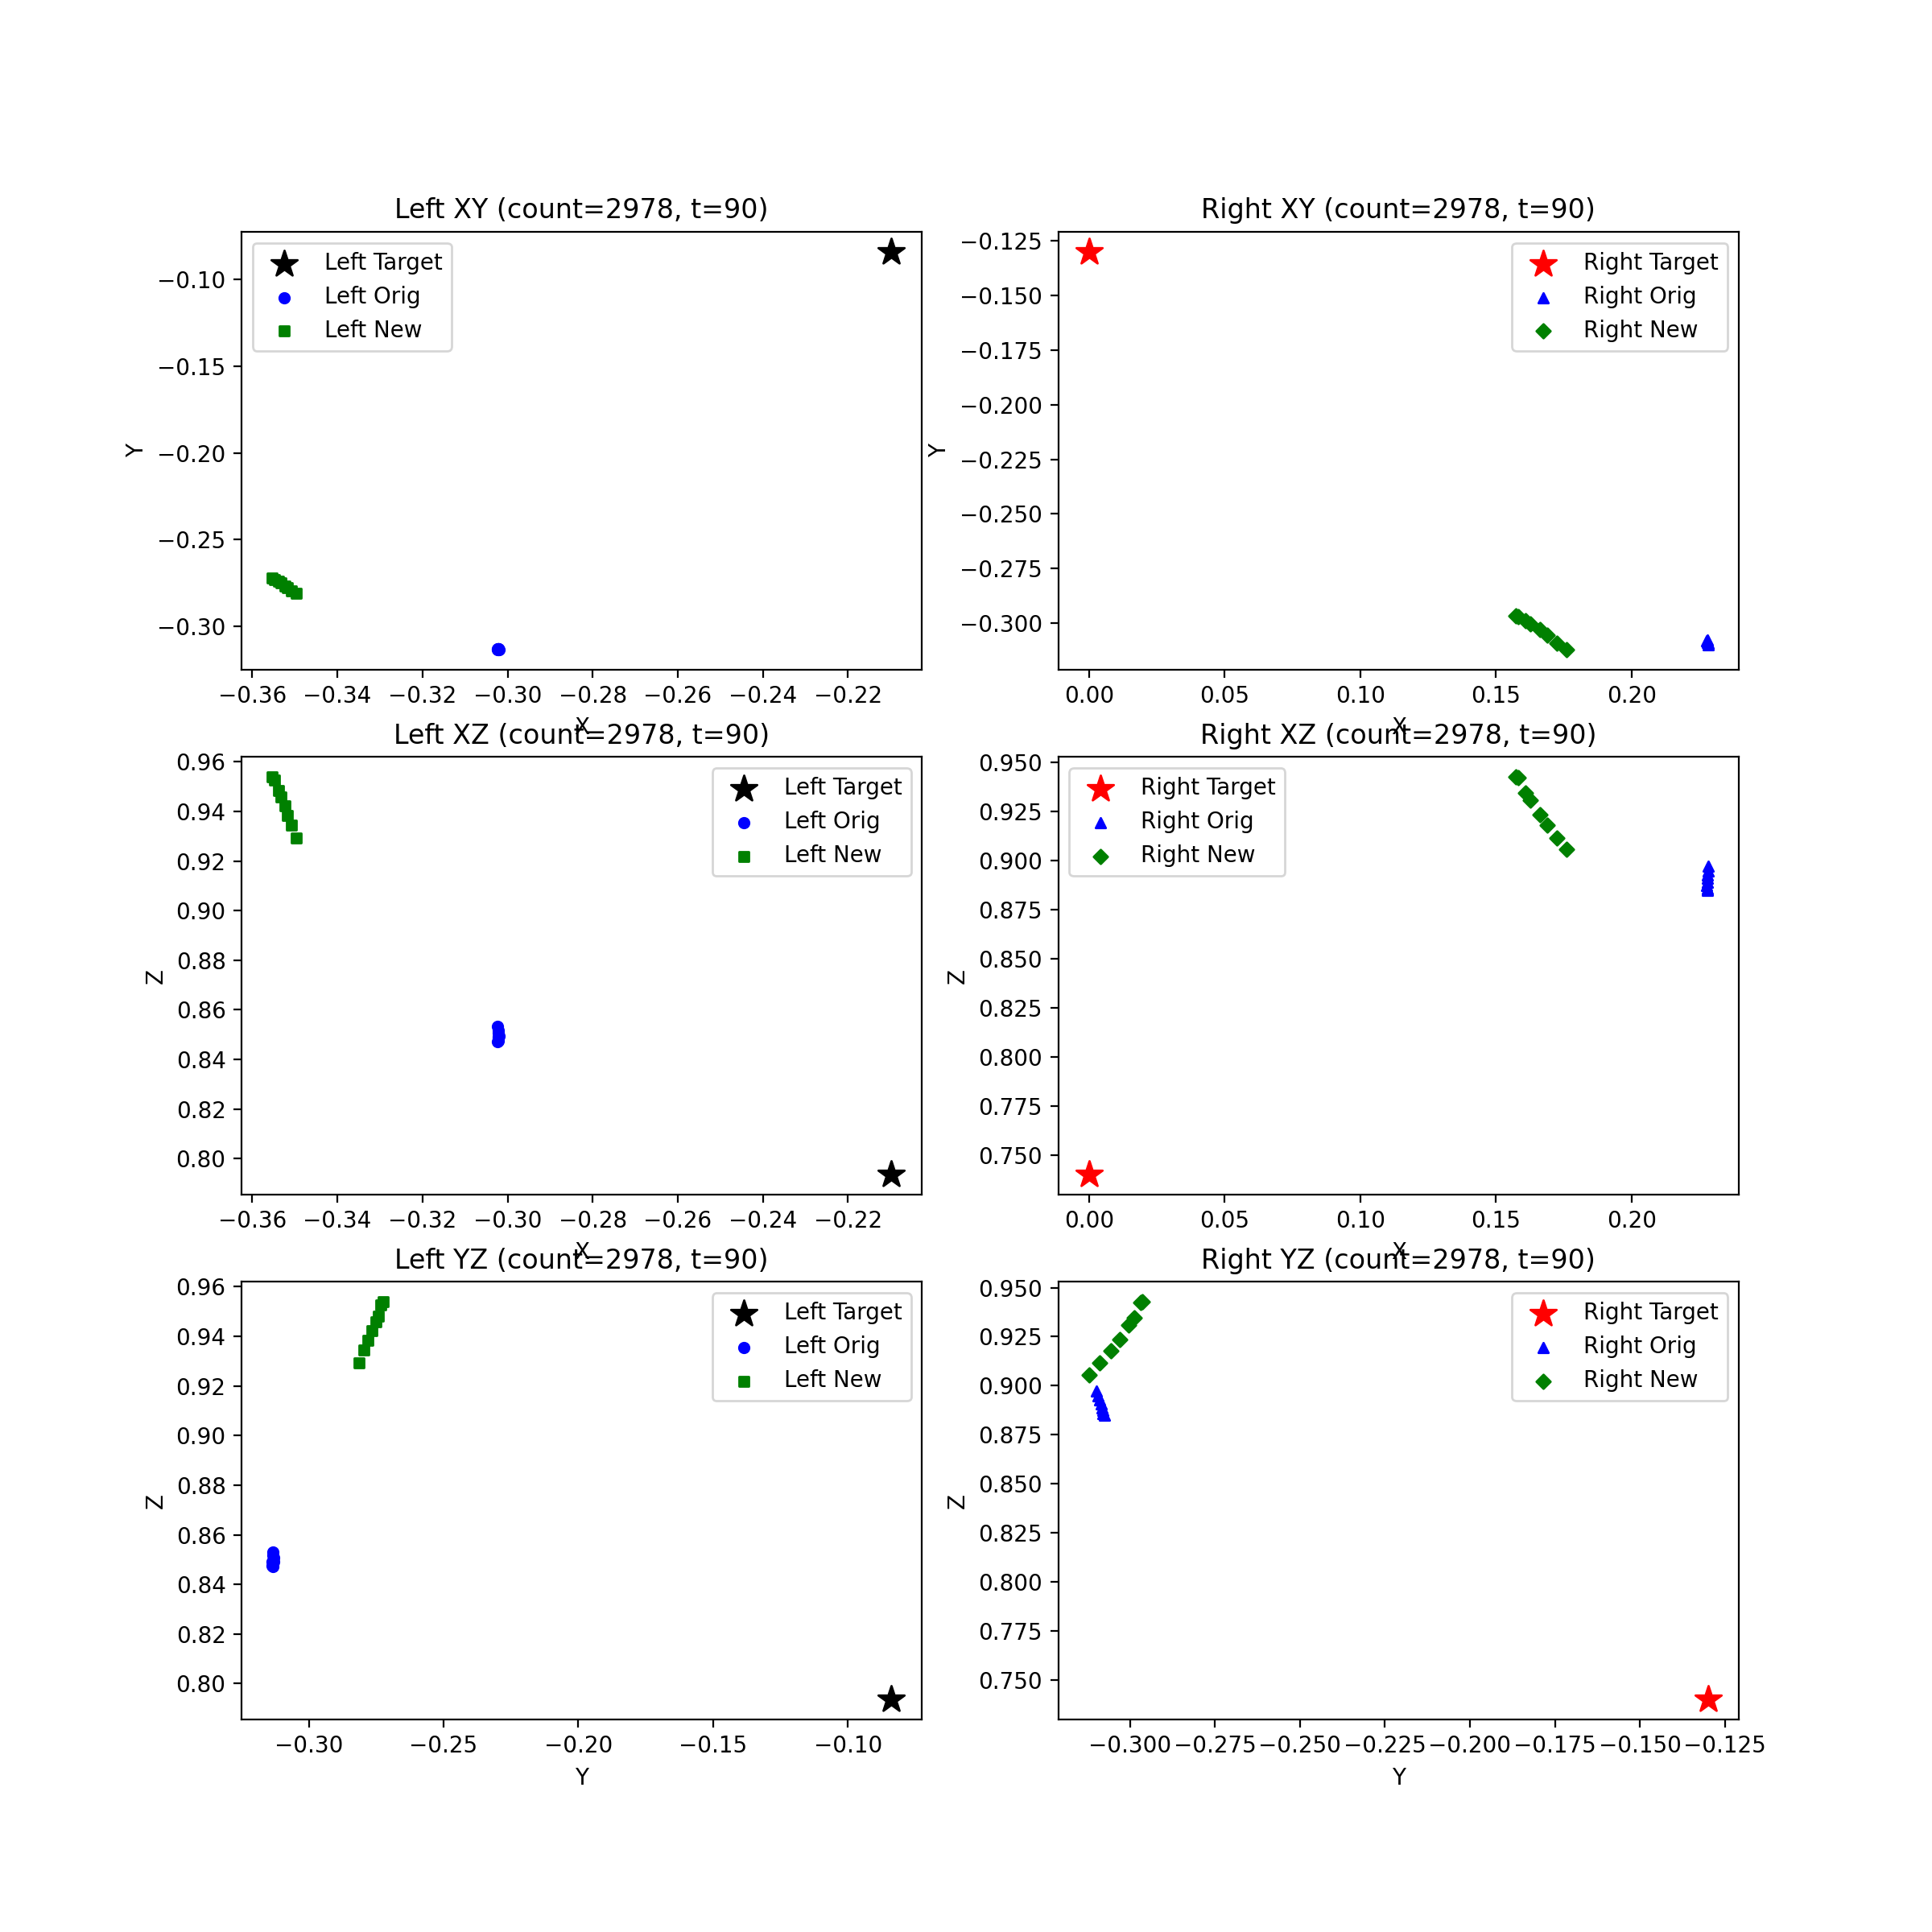 Left XY (count=2978, t=90)
Left Target
Left Orig
Left New
−0.10
−0.15
−0.20
−0.25
−0.30
Y
−0.36 −0.34 −0.32 −0.30 −0.28 −0.26 −0.24 −0.22
X
Right XY (count=2978, t=90)
Right Target
Right Orig
Right New
−0.125
−0.150
−0.175
−0.200
−0.225
−0.250
−0.275
−0.300
Y
0.00 0.05 0.10 0.15 0.20
X
Left XZ (count=2978, t=90)
Left Target
Left Orig
Left New
0.96
0.94
0.92
0.90
0.88
0.86
0.84
0.82
0.80
Z
−0.36 −0.34 −0.32 −0.30 −0.28 −0.26 −0.24 −0.22
X
Right XZ (count=2978, t=90)
Right Target
Right Orig
Right New
0.950
0.925
0.900
0.875
0.850
0.825
0.800
0.775
0.750
Z
0.00 0.05 0.10 0.15 0.20
X
Left YZ (count=2978, t=90)
Left Target
Left Orig
Left New
0.96
0.94
0.92
0.90
0.88
0.86
0.84
0.82
0.80
Z
−0.30 −0.25 −0.20 −0.15 −0.10
Y
Right YZ (count=2978, t=90)
Right Target
Right Orig
Right New
0.950
0.925
0.900
0.875
0.850
0.825
0.800
0.775
0.750
Z
−0.300 −0.275 −0.250 −0.225 −0.200 −0.175 −0.150 −0.125
Y